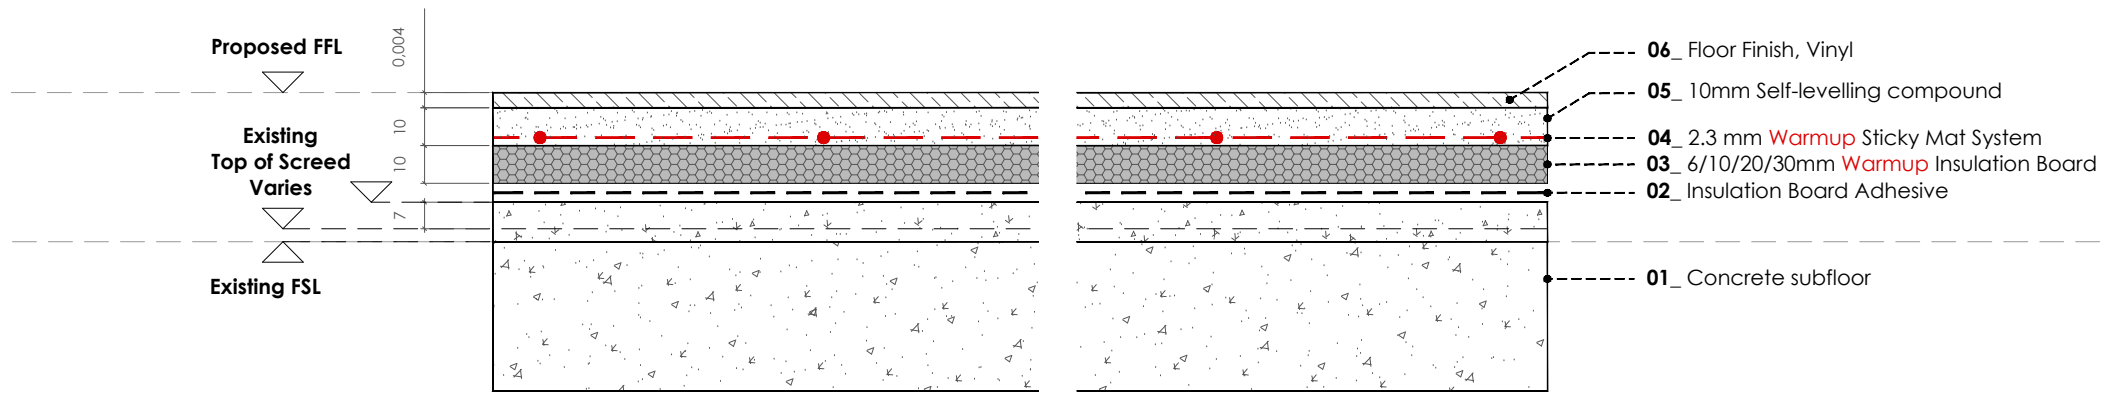 Proposed FFL
0,004
Existing
Top of Screed
Varies
10
10
7
Existing FSL
06_ Floor Finish, Vinyl
05_ 10mm Self-levelling compound
04_ 2.3 mm Warmup Sticky Mat System
03_ 6/10/20/30mm Warmup Insulation Board
02_ Insulation Board Adhesive
01_ Concrete subfloor